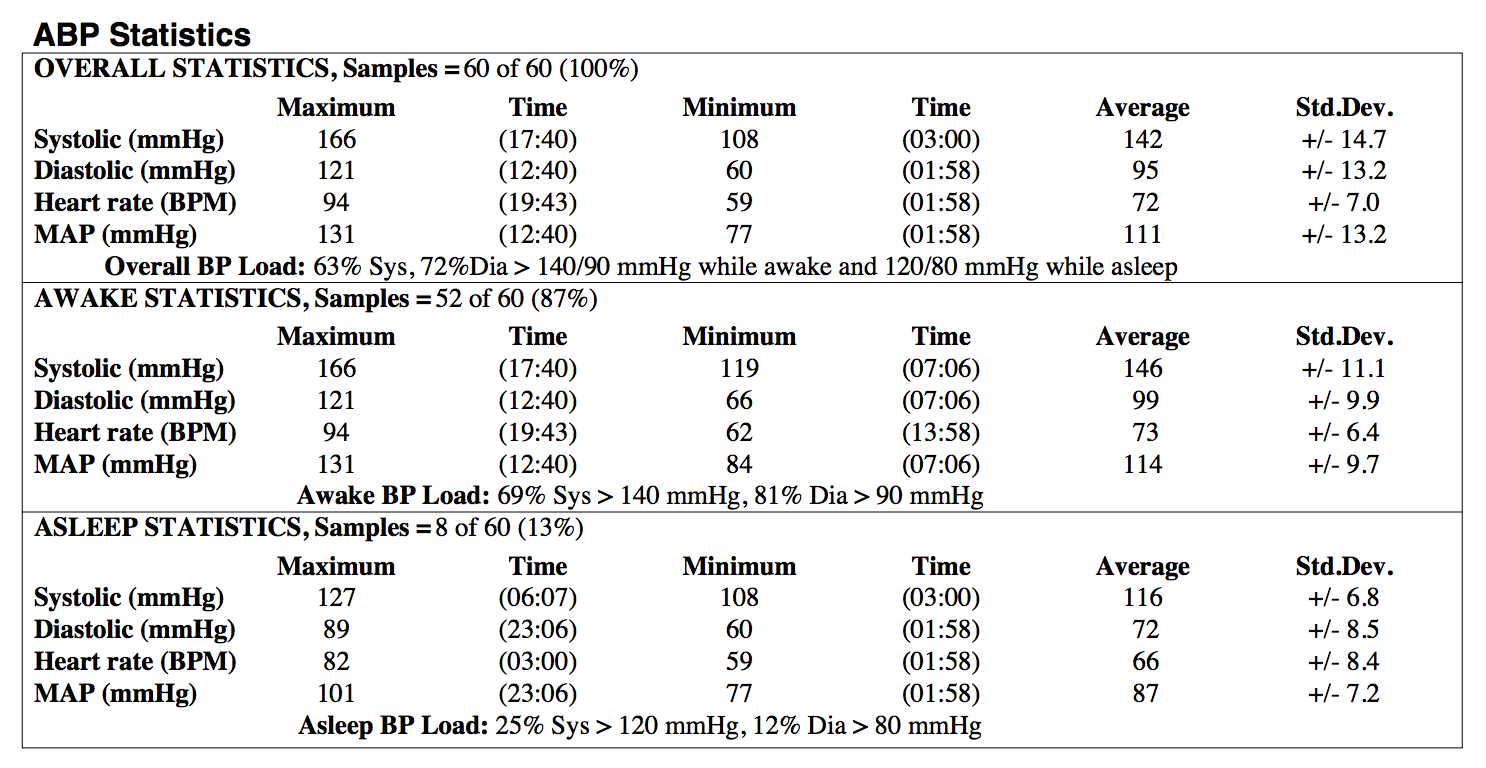 ABP Statistics
OVERALL STATISTICS, Samples = 60 of 60 (100%)
Maximum Time Minimum Time Average Std.Dev.
Systolic (mmHg) 166 (17:40) 108 (03:00) 142 +/- 14.7
Diastolic (mmHg) 121 (12:40) 60 (01:58) 95 +/- 13.2
Heart rate (BPM) 94 (19:43) 59 (01:58) 72 +/- 7.0
MAP (mmHg) 131 (12:40) 77 (01:58) 111 +/- 13.2
Overall BP Load: 63% Sys, 72%Dia > 140/90 mmHg while awake and 120/80 mmHg while asleep
AWAKE STATISTICS, Samples = 52 of 60 (87%)
Maximum Time Minimum Time Average Std.Dev.
Systolic (mmHg) 166 (17:40) 119 (07:06) 146 +/- 11.1
Diastolic (mmHg) 121 (12:40) 66 (07:06) 99 +/- 9.9
Heart rate (BPM) 94 (19:43) 62 (13:58) 73 +/- 6.4
MAP (mmHg) 131 (12:40) 84 (07:06) 114 +/- 9.7
Awake BP Load: 69% Sys > 140 mmHg, 81% Dia > 90 mmHg
ASLEEP STATISTICS, Samples = 8 of 60 (13%)
Maximum Time Minimum Time Average Std.Dev.
Systolic (mmHg) 127 (06:07) 108 (03:00) 116 +/- 6.8
Diastolic (mmHg) 89 (23:06) 60 (01:58) 72 +/- 8.5
Heart rate (BPM) 82 (03:00) 59 (01:58) 66 +/- 8.4
MAP (mmHg) 101 (23:06) 77 (01:58) 87 +/- 7.2
Asleep BP Load: 25% Sys > 120 mmHg, 12% Dia > 80 mmHg